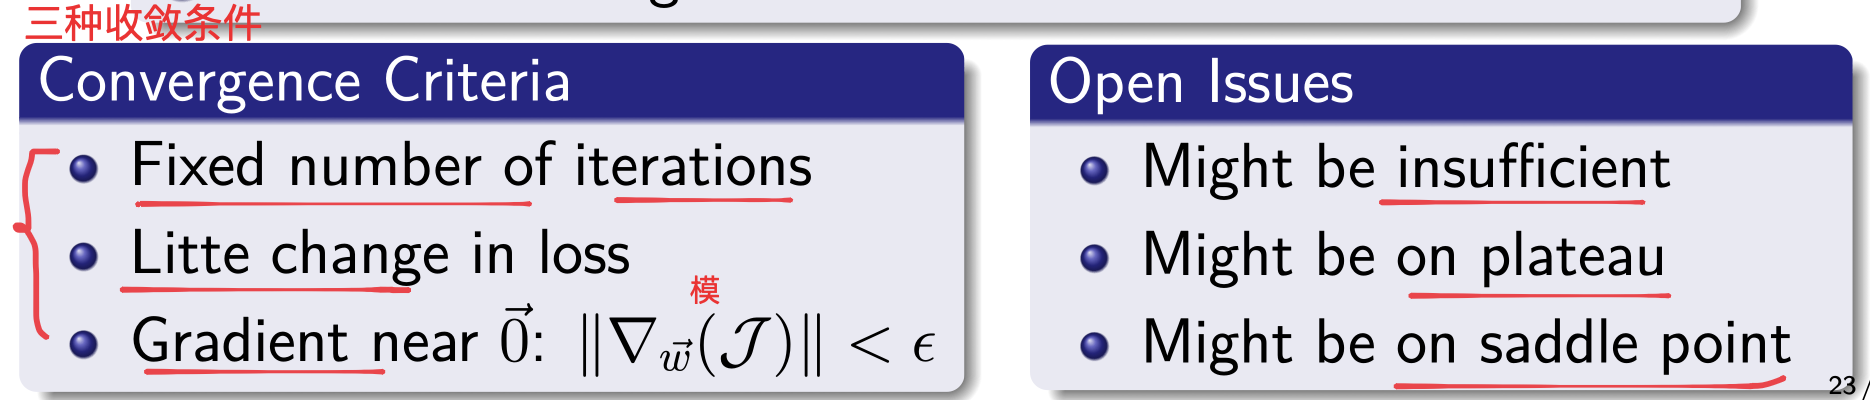 三种收敛条件
Convergence Criteria
Fixed number of iterations
Litte change in loss
模
Gradient near $\vec{0}$: $\|\nabla_{\vec{w}}(\mathcal{J})\| < \epsilon$
Open Issues
Might be insufficient
Might be on plateau
Might be on saddle point
23 /